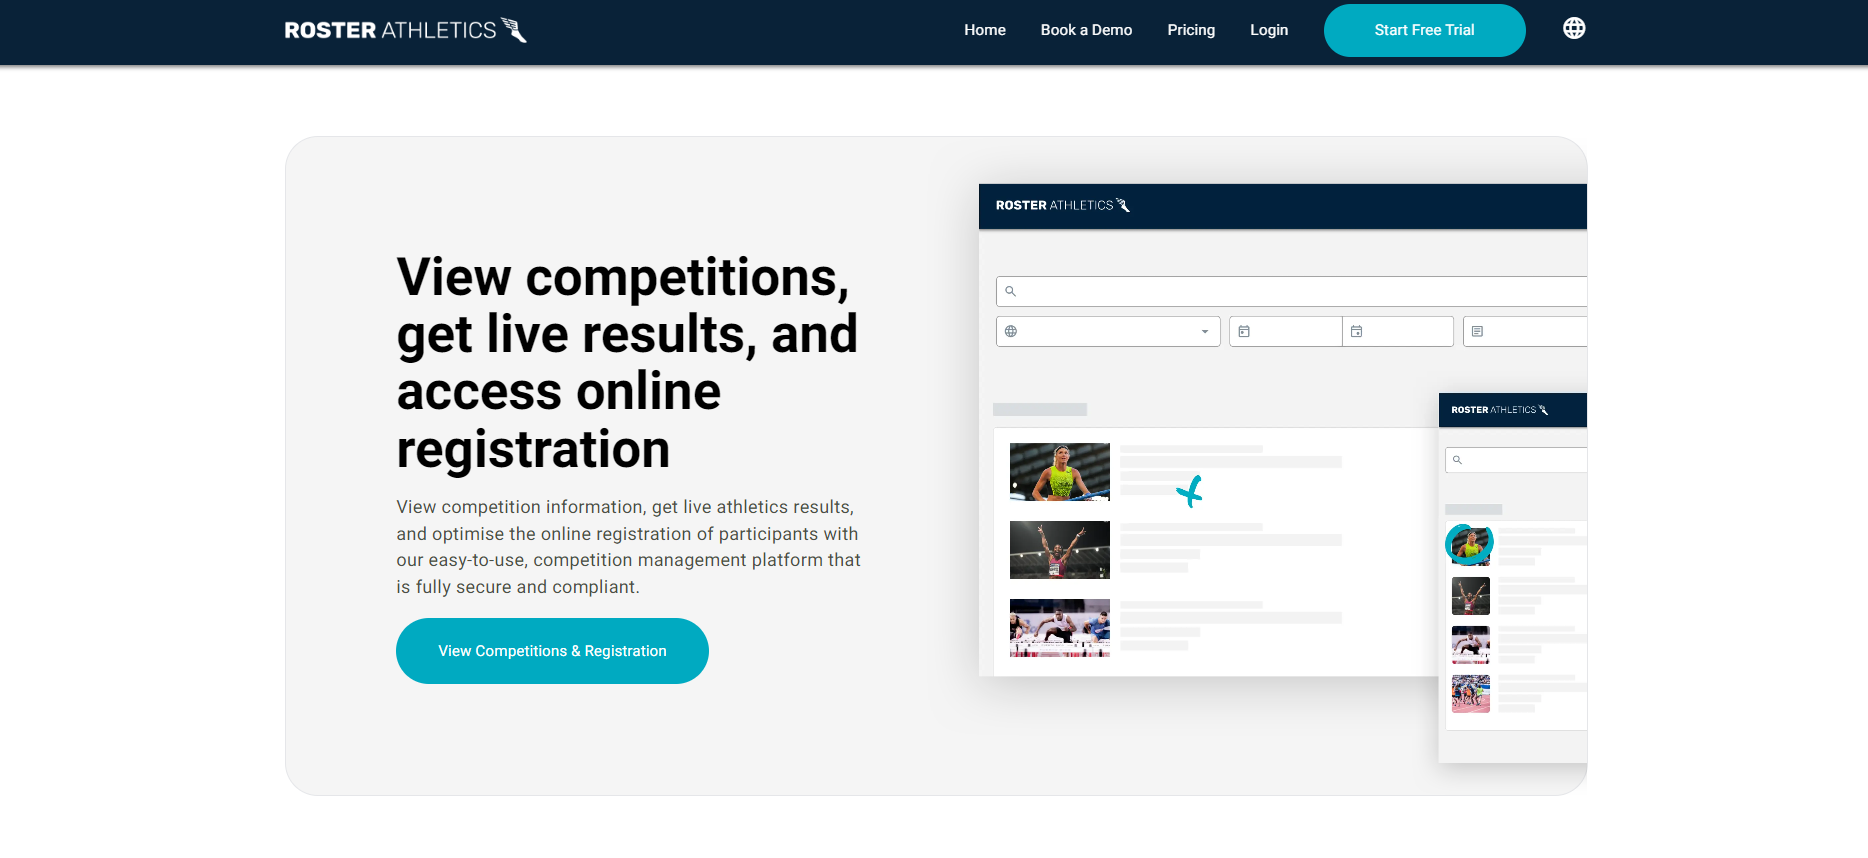 ROSTER ATHLETICS
Home
Book a Demo
Pricing
Login
Start Free Trial
View competitions,
get live results, and
access online
registration
View competition information, get live athletics results,
and optimise the online registration of participants with
our easy-to-use, competition management platform that
is fully secure and compliant.
View Competitions & Registration
ROSTER ATHLETICS
ROSTER ATHLETICS